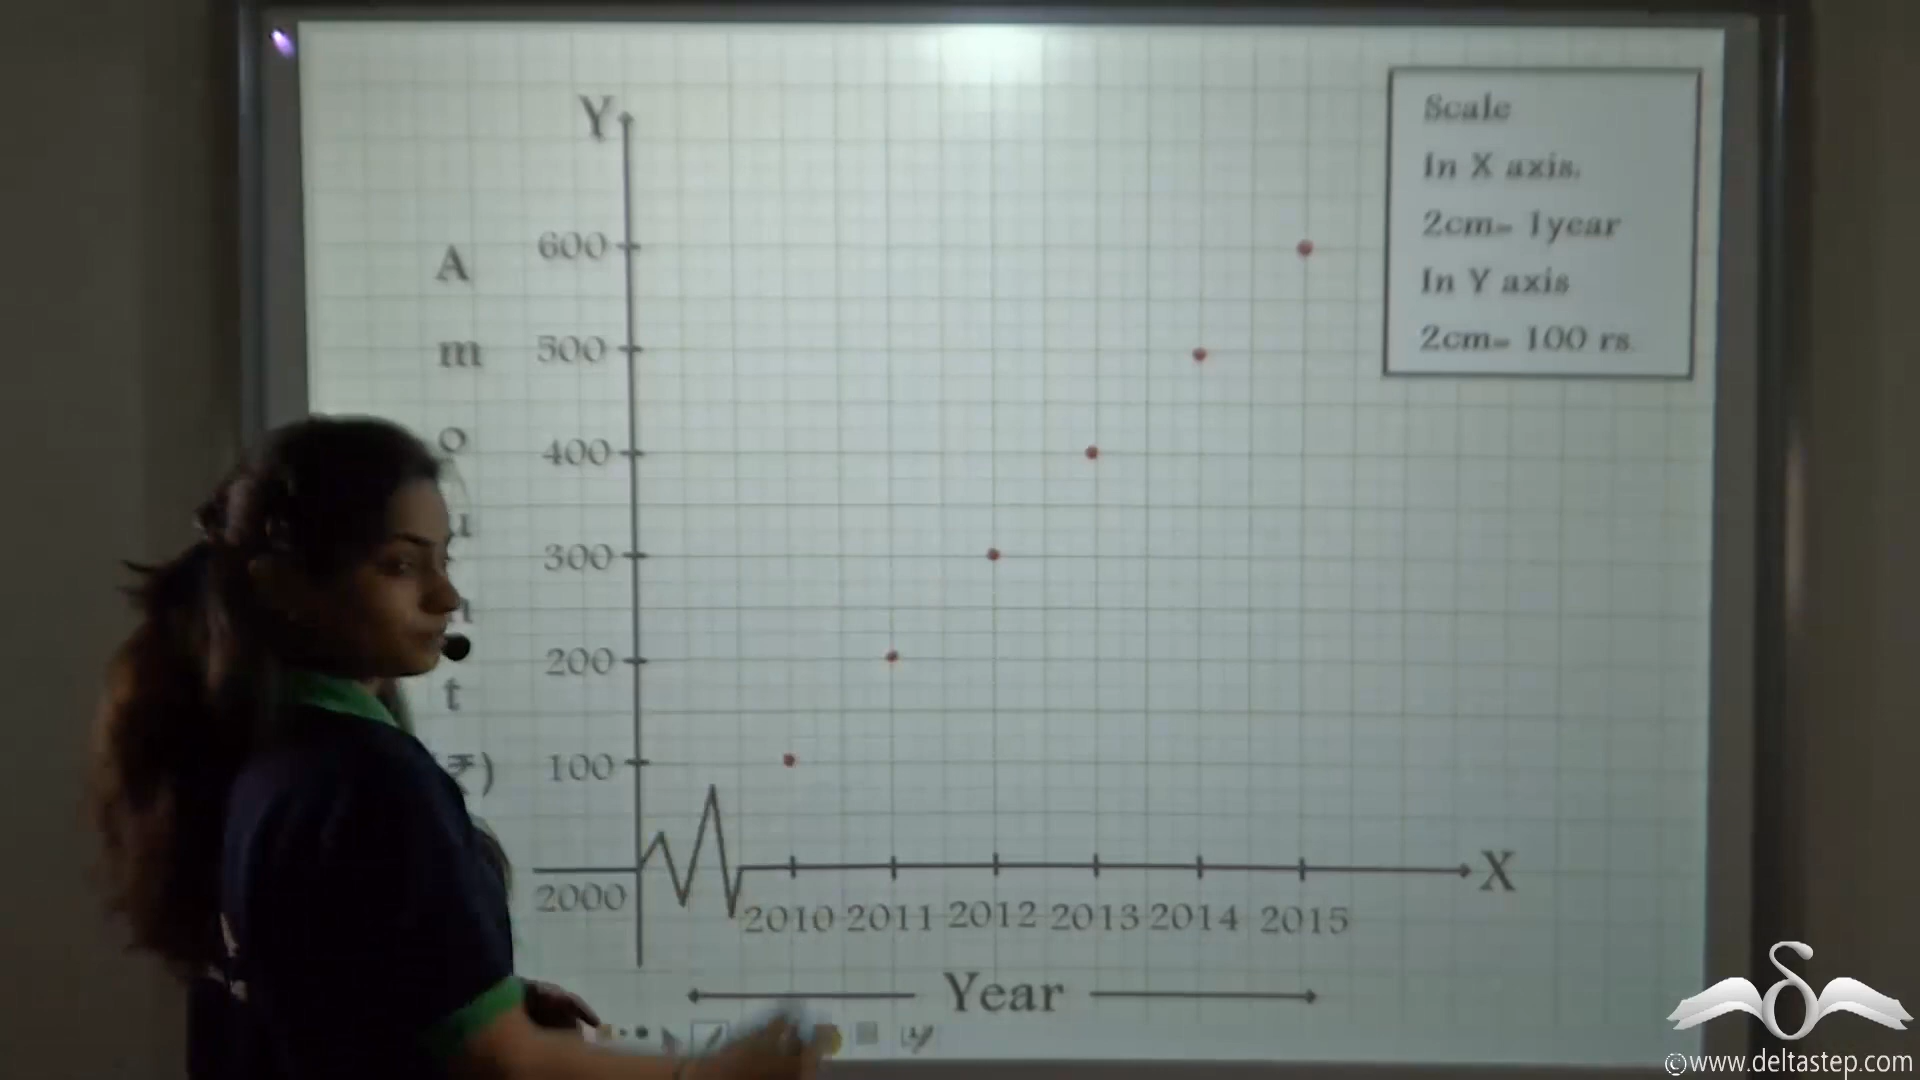 Y
Scale
In X axis.
2cm= 1year
In Y axis
2cm= 100 rs
A
m
o
u
n
t
₹)
600
500
400
300
200
100
2000
2010 2011 2012 2013 2014 2015
X
Year
©www.deltastep.com